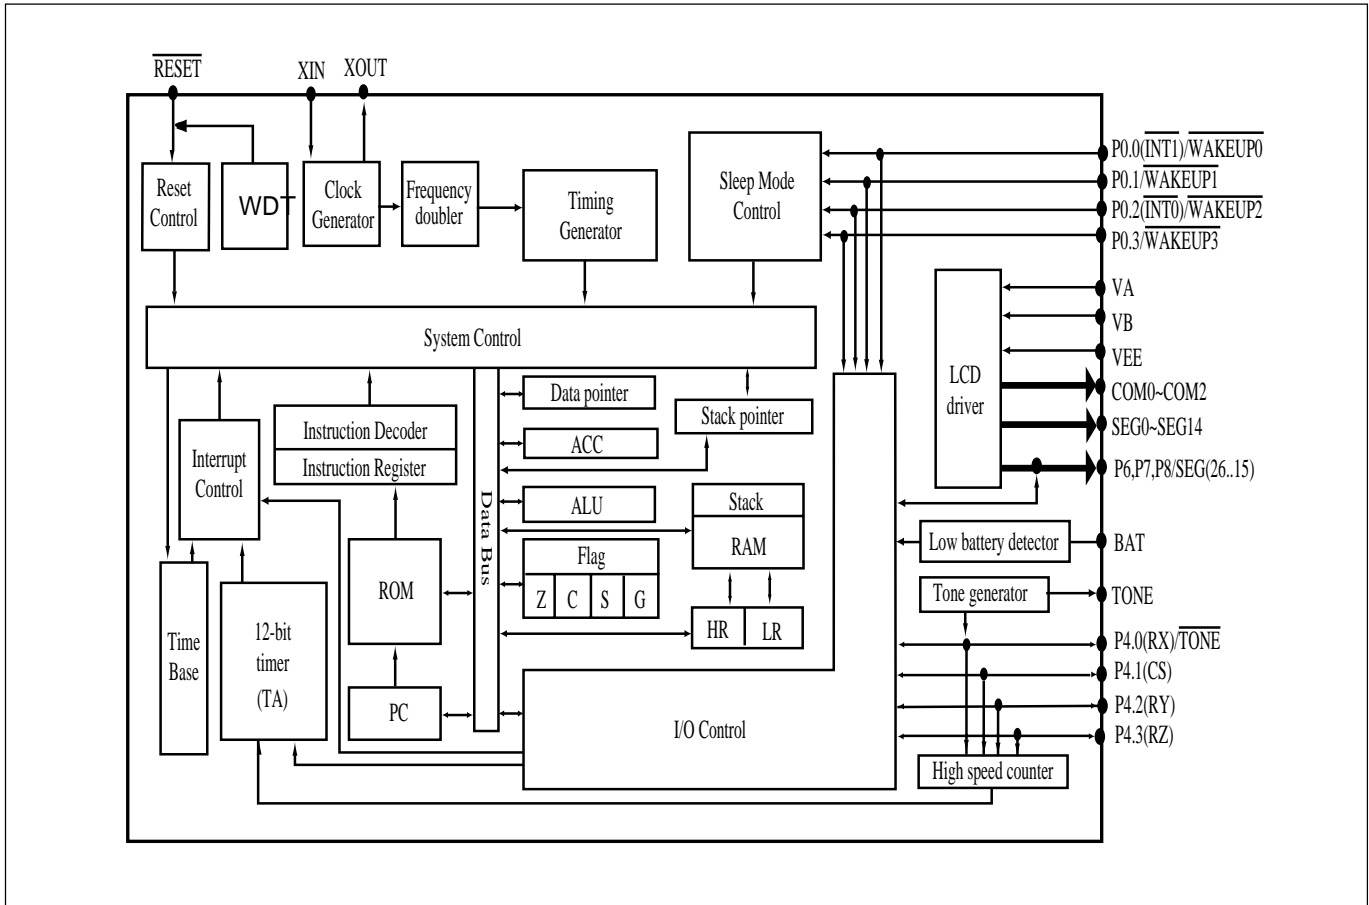 RESET
XIN
XOUT
P0.0(INT1)/WAKEUP0
P0.1/WAKEUP1
P0.2(INT0)/WAKEUP2
P0.3/WAKEUP3
Reset
Control
WDT
Clock
Generator
Frequency
doubler
Timing
Generator
Sleep Mode
Control
VA
VB
VEE
COM0~COM2
SEG0~SEG14
P6,P7,P8/SEG(26..15)
LCD
driver
System Control
Data pointer
Stack pointer
Instruction Decoder
Instruction Register
ACC
Interrupt
Control
Data Bus
ALU
Stack
RAM
Low battery detector
BAT
Flag
Z
C
S
G
ROM
Tone generator
TONE
HR
LR
Time
Base
12-bit
timer
(TA)
P4.0(RX)/TONE
P4.1(CS)
P4.2(RY)
P4.3(RZ)
PC
I/O Control
High speed counter